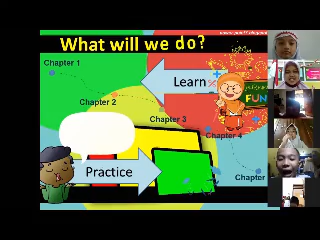 What will we do?
Chapter 1
Learn
Chapter 2
FUN
Chapter 3
Chapter 4
Practice
Chapter